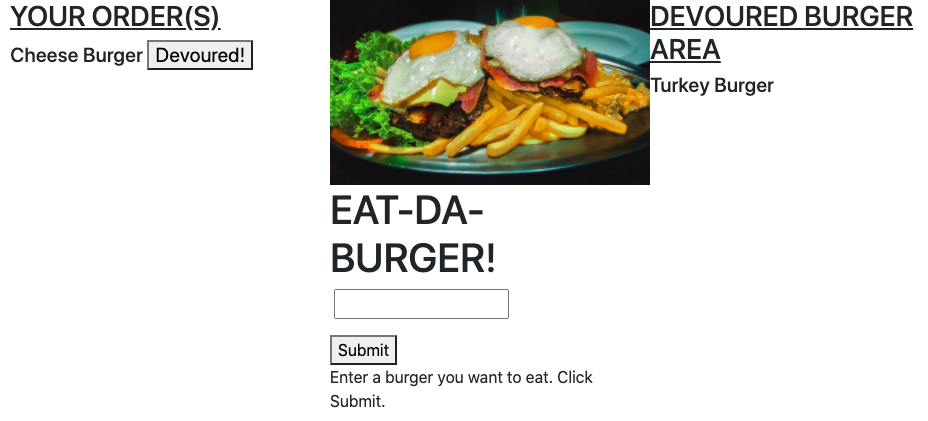 YOUR ORDER(S)
Cheese Burger Devoured!
EAT-DA-
BURGER!
Submit
Enter a burger you want to eat. Click
Submit.
DEVOURED BURGER
AREA
Turkey Burger